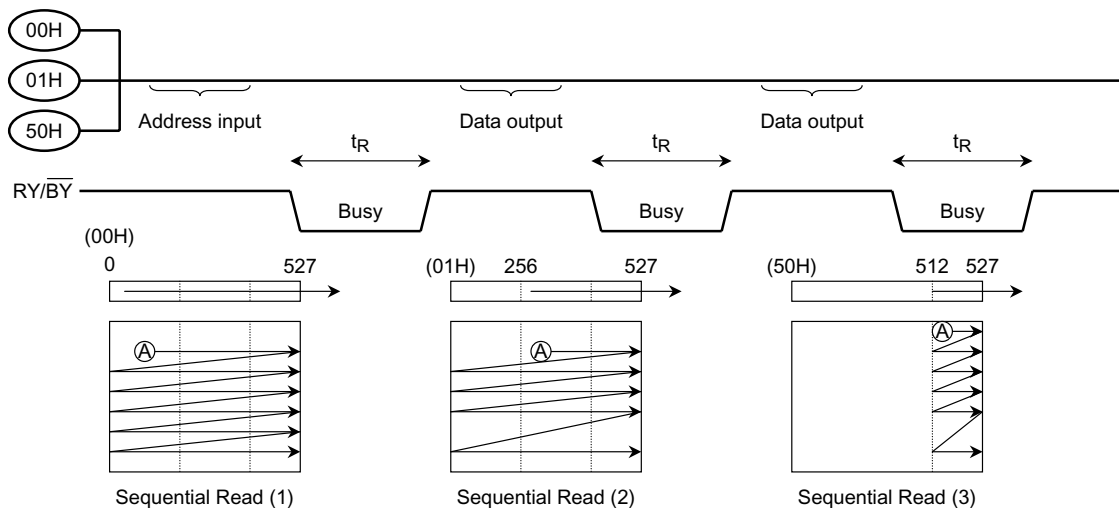 00H
01H
50H
Address input
Data output
Data output
tR
tR
tR
RY/BY
Busy
Busy
Busy
(00H)
0 527
(01H) 256 527
(50H) 512 527
A
A
A
Sequential Read (1)
Sequential Read (2)
Sequential Read (3)